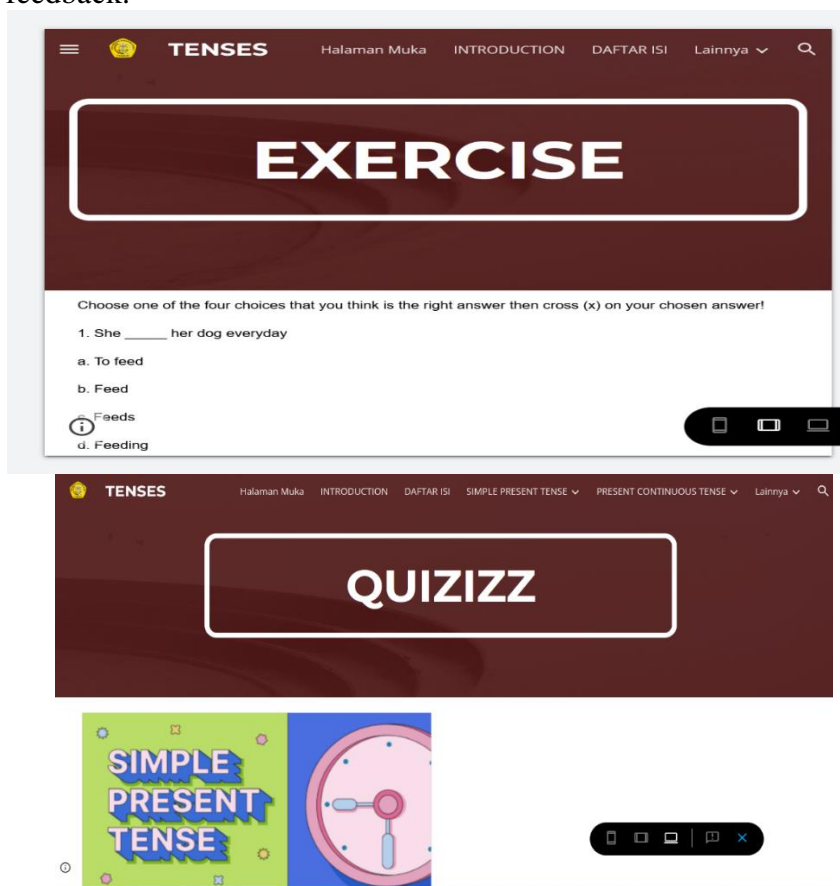 feedback.
TENSES Halaman Muka INTRODUCTION DAFTAR ISI Lainnya
EXERCISE
Choose one of the four choices that you think is the right answer then cross (x) on your chosen answer!
1. She _____ her dog everyday
a. To feed
b. Feed
c. Feeds
d. Feeding
TENSES Halaman Muka INTRODUCTION DAFTAR ISI SIMPLE PRESENT TENSE PRESENT CONTINUOUS TENSE Lainnya
QUIZIZZ
SIMPLE
PRESENT
TENSE